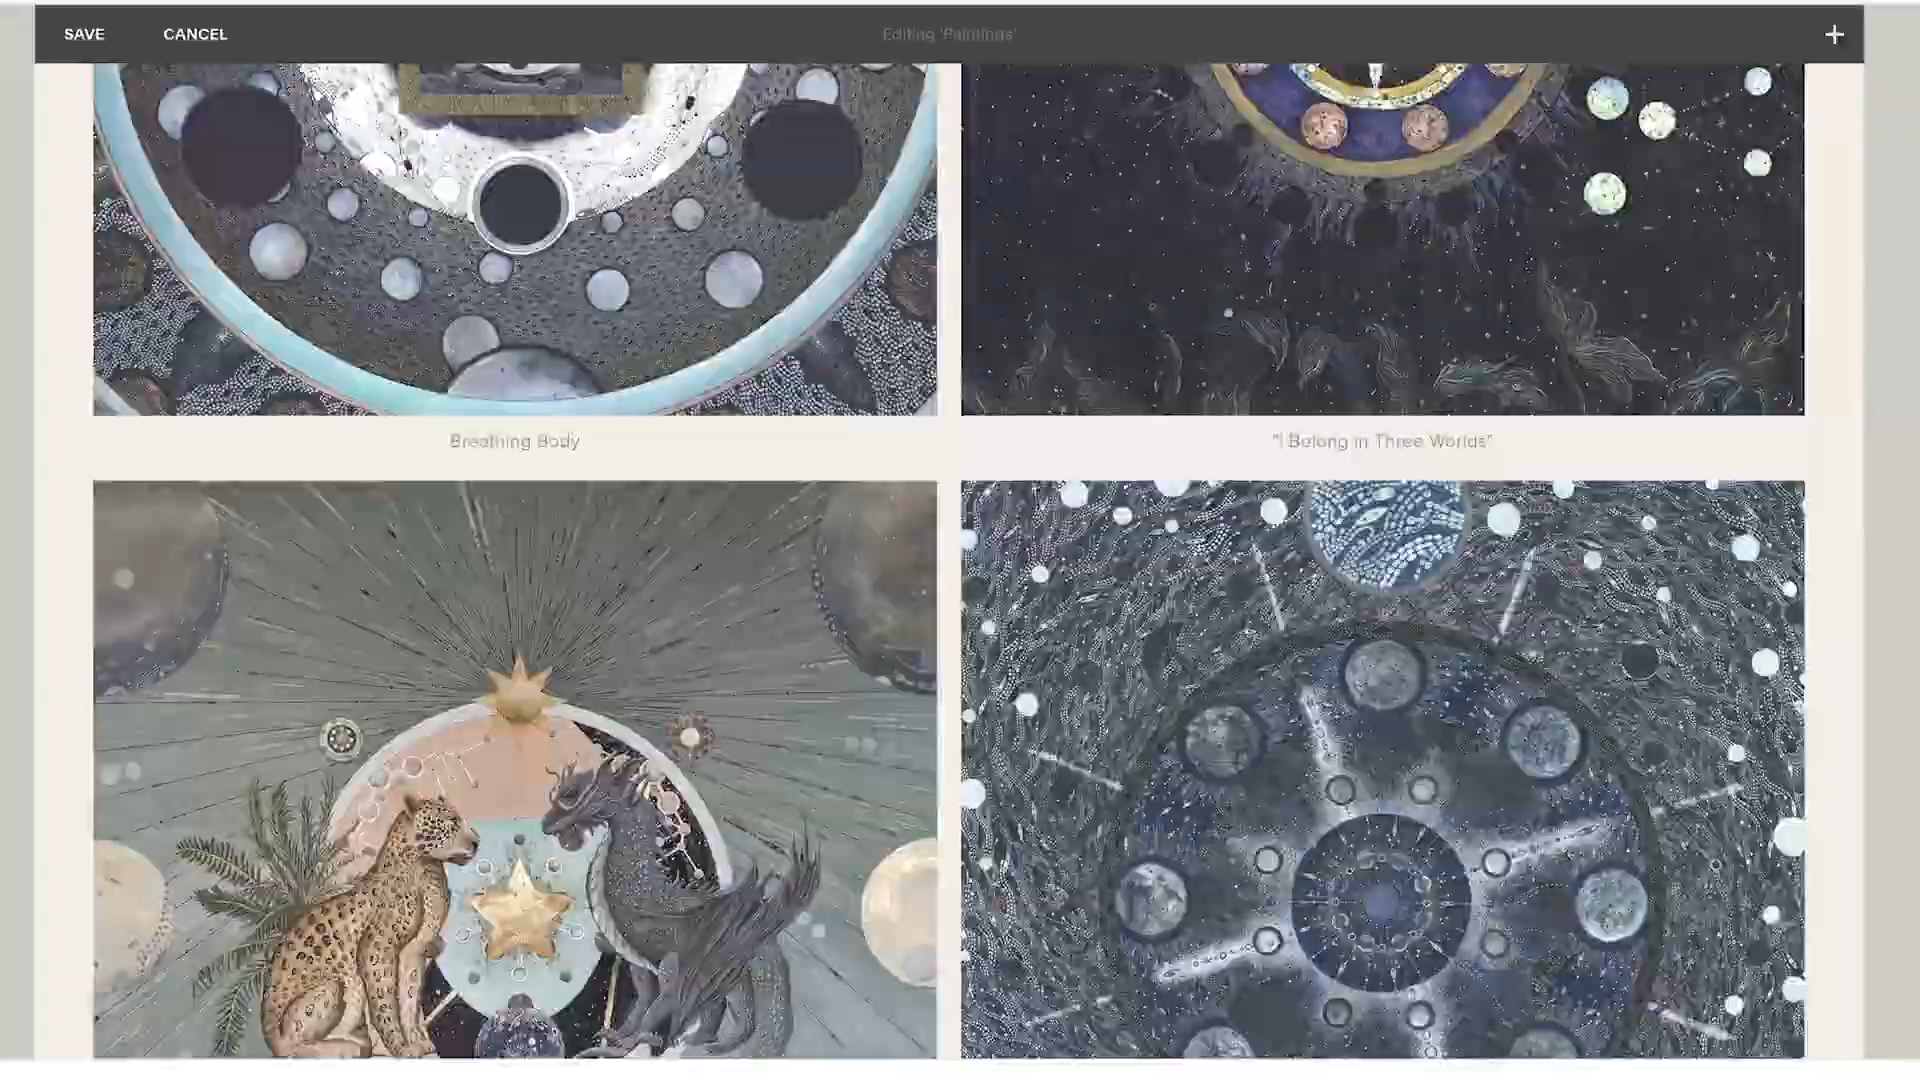 SAVE CANCEL Editing 'Paintings' +
Breathing Body
"I Belong in Three Worlds"